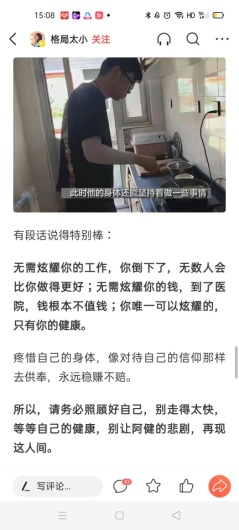 15:08
HD 5G
格局太小 关注
此时他的身体还能坚持着做一些事情
有段话说得特别棒：
无需炫耀你的工作，你倒下了，无数人会
比你做得更好；无需炫耀你的钱，到了医
院，钱根本不值钱；你唯一可以炫耀的，
只有你的健康。
疼惜自己的身体，像对待自己的信仰那样
去供奉，永远稳赚不赔。
所以，请务必照顾好自己，别走得太快，
等等自己的健康，别让阿健的悲剧，再现
这人间。
写评论...